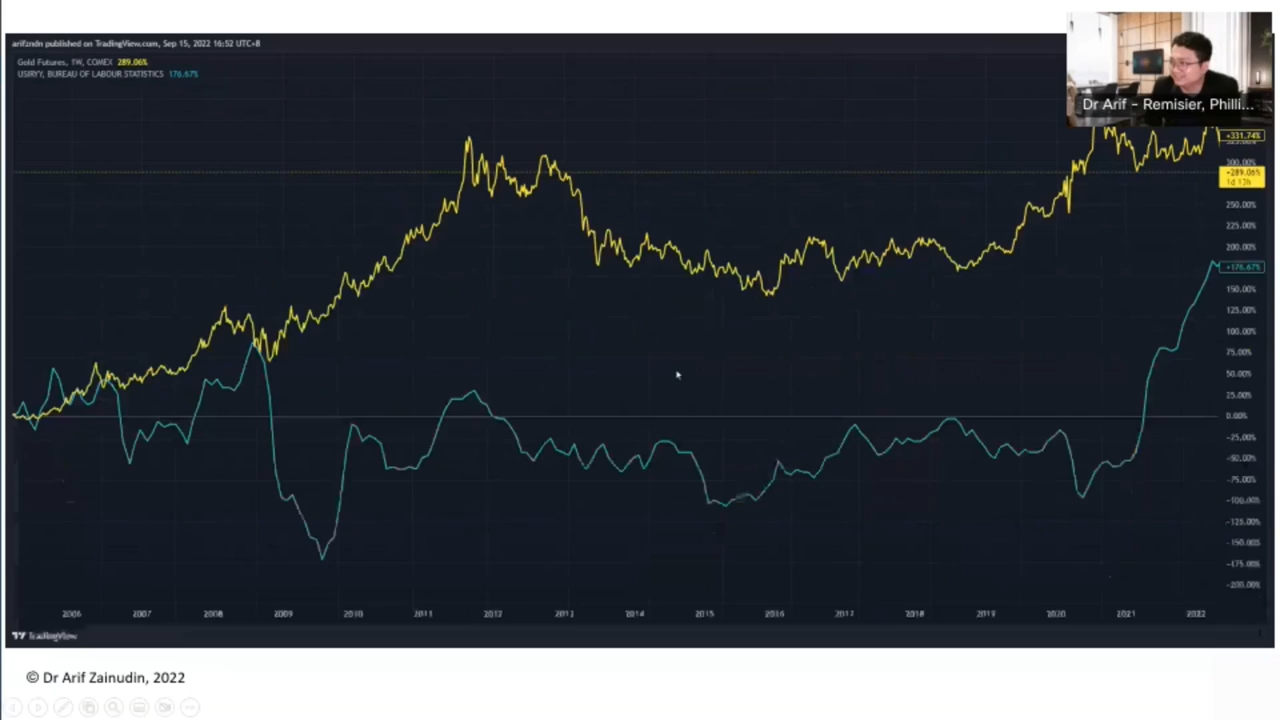 arifzndn published on TradingView.com, Sep 15, 2022 16:52 UTC+8
Gold Futures, 1W, COMEX 289.06%
USIRYY, BUREAU OF LABOUR STATISTICS 176.67%
Dr Arif – Remisier, Philli...
+331.74%
325.00%
300.00%
+289.06%
1d 13h
250.00%
225.00%
200.00%
+176.67%
150.00%
125.00%
100.00%
75.00%
50.00%
25.00%
0.00%
-25.00%
-50.00%
-75.00%
-100.00%
-125.00%
-150.00%
-175.00%
-200.00%
2006 2007 2008 2009 2010 2011 2012 2013 2014 2015 2016 2017 2018 2019 2020 2021 2022
TradingView
© Dr Arif Zainudin, 2022